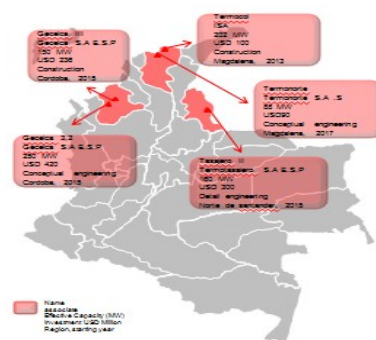 Gecelca III
Gecelca S.A E.S.P
150 MW
USD 236
Construction
Cordoba, 2015
Termocol
ISA
202 MW
USD 100
Construction
Magdalena, 2013
Termonorte
Termonorte S.A .S
88 MW
USD90
Conceptual engineering
Magdalena, 2017
Gecelca 3,2
Gecelca S.A E.S.P
250 MW
USD 420
Conceptual engineering
Cordoba, 2015
Tasajero II
Termotasajero, S.A E.S.P
160 MW
USD 300
Detail engineering
Norte de santander, 2015
Name
associate
Effective Capacity (MW)
Investment USD Million
Region, starting year